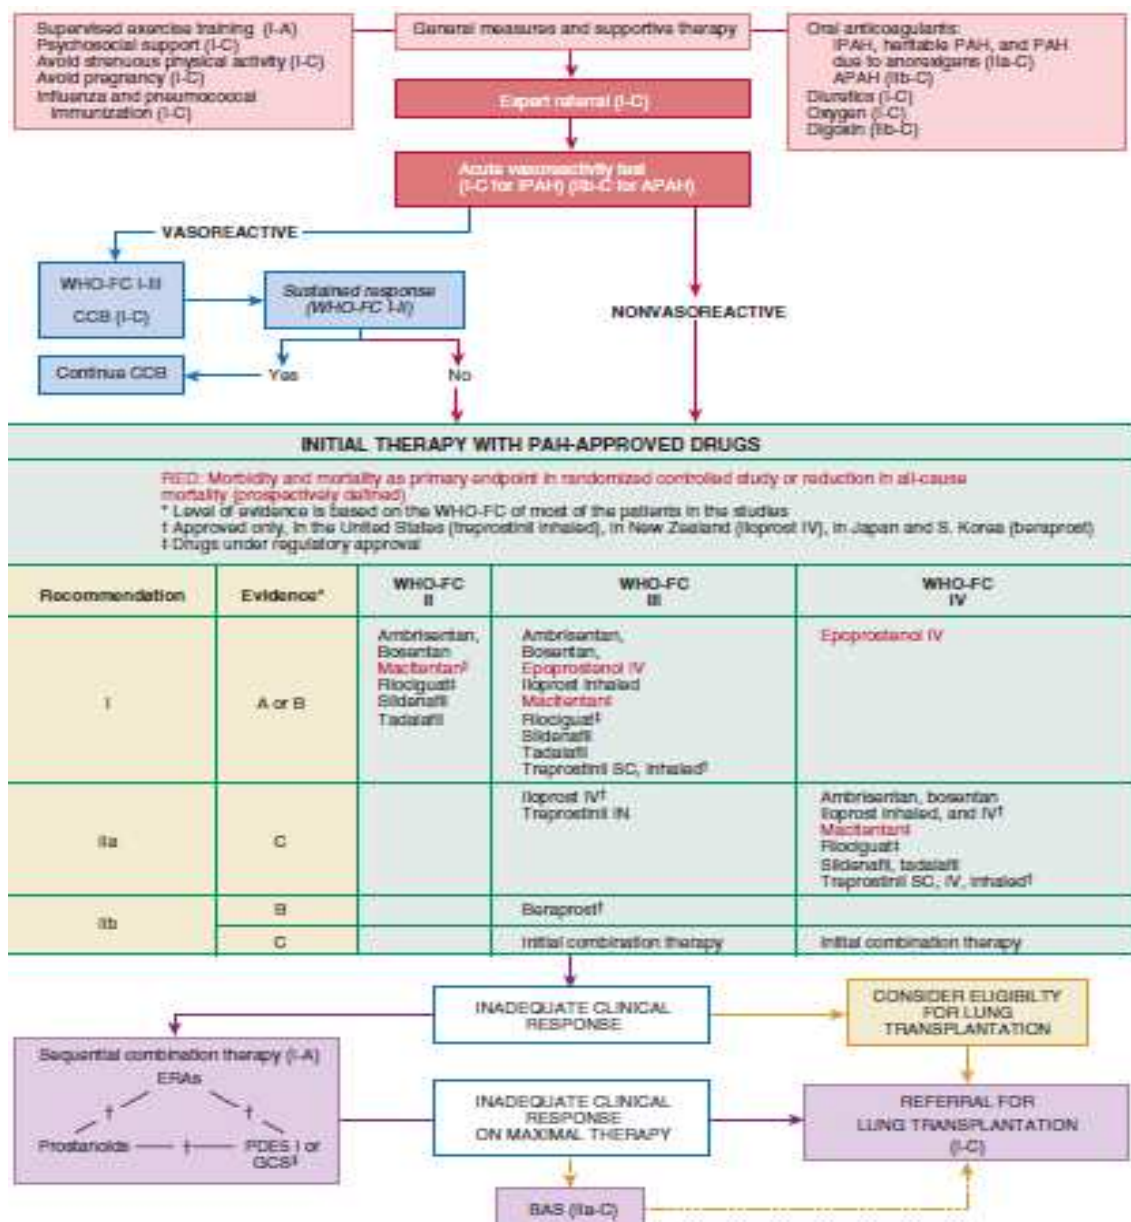 Supervised exercise training (I-A)
Psychosocial support (I-C)
Avoid strenuous physical activity (I-C)
Avoid pregnancy (I-C)
Influenza and pneumococcal
Immunization (I-C)
General measures and supportive therapy
Oral anticoagulants:
IPAH, heritable PAH, and PAH
due to anorexigens (IIa-C)
APAH (IIb-C)
Diuretics (I-C)
Oxygen (I-C)
Digoxin (IIb-C)
Expert referral (I-C)
Acute vasoreactivity test
(I-C for IPAH) (IIb-C for APAH)
VASOREACTIVE
WHO-FC I-III
CCB (I-C)
Sustained response
(WHO-FC I-II)
NONVASOREACTIVE
Continue CCB
Yes
No
INITIAL THERAPY WITH PAH-APPROVED DRUGS
RED: Morbidity and mortality as primary endpoint in randomized controlled study or reduction in all-cause
mortality (prospectively defined)
* Level of evidence is based on the WHO-FC of most of the patients in the studies
† Approved only, in the United States (treprostinil inhaled), in New Zealand (iloprost IV), in Japan and S. Korea (beraprost)
‡ Drugs under regulatory approval
Recommendation
Evidence*
WHO-FC
II
WHO-FC
III
WHO-FC
IV
I
A or B
Ambrisentan,
Bosentan
Macitentan‡
Riociguat‡
Sildenafil
Tadalafil
Ambrisentan,
Bosentan,
Epoprostenol IV
Iloprost inhaled
Macitentan‡
Riociguat‡
Sildenafil
Tadalafil
Treprostinil SC, inhaled†
Epoprostenol IV
IIa
C
Iloprost IV†
Treprostinil IN
Ambrisentan, bosentan
Iloprost inhaled, and IV†
Macitentan‡
Riociguat‡
Sildenafil, tadalafil
Treprostinil SC, IV, inhaled†
IIb
B
Beraprost†
C
Initial combination therapy
Initial combination therapy
INADEQUATE CLINICAL
RESPONSE
CONSIDER ELIGIBILTY
FOR LUNG
TRANSPLANTATION
Sequential combination therapy (I-A)
ERAs
†
†
Prostanoids
†
PDES I or
GCS‡
INADEQUATE CLINICAL
RESPONSE
ON MAXIMAL THERAPY
REFERRAL FOR
LUNG TRANSPLANTATION
(I-C)
BAS (IIa-C)